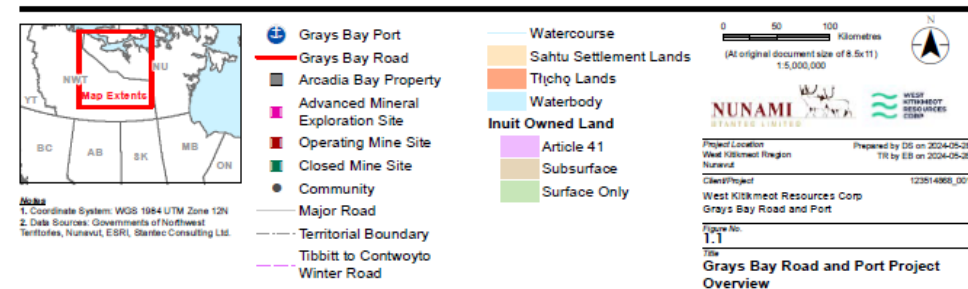 NWT
NU
YT
Map Extents
BC
AB
SK
MB
ON
Notes
1. Coordinate System: WGS 1984 UTM Zone 12N
2. Data Sources: Governments of Northwest
Territories, Nunavut, ESRI, Stantec Consulting Ltd.
Grays Bay Port
Grays Bay Road
Arcadia Bay Property
Advanced Mineral
Exploration Site
Operating Mine Site
Closed Mine Site
Community
Major Road
Territorial Boundary
Tibbitt to Contwoyto
Winter Road
Watercourse
Sahtu Settlement Lands
Tłı̨chǫ Lands
Waterbody
Inuit Owned Land
Article 41
Subsurface
Surface Only
0 50 100
Kilometres
(At original document size of 8.5x11)
1:5,000,000
N
NUNAMI
STANTEC LIMITED
WEST
KITIKMEOT
RESOURCES
CORP
Project Location
West Kitikmeot Rregion
Nunavut
Prepared by DS on 2024-05-28
TR by EB on 2024-05-28
Client/Project
123514868_001
West Kitikmeot Resources Corp
Grays Bay Road and Port
Figure No.
1.1
Title
Grays Bay Road and Port Project
Overview